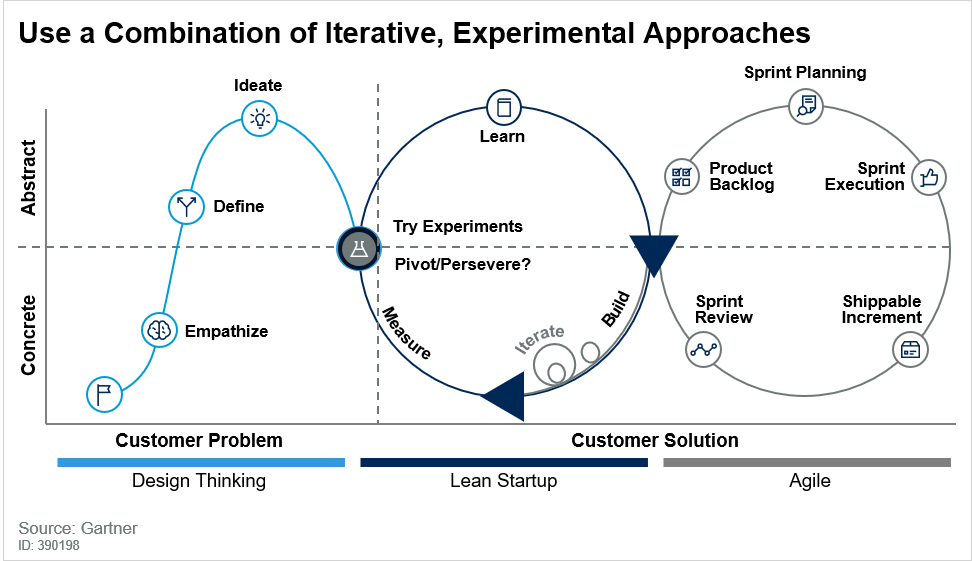 Use a Combination of Iterative, Experimental Approaches
Abstract
Concrete
Ideate
Define
Empathize
Learn
Try Experiments
Pivot/Persevere?
Measure
Iterate
Build
Sprint Planning
Product
Backlog
Sprint
Execution
Sprint
Review
Shippable
Increment
Customer Problem
Customer Solution
Design Thinking
Lean Startup
Agile
Source: Gartner
ID: 390198